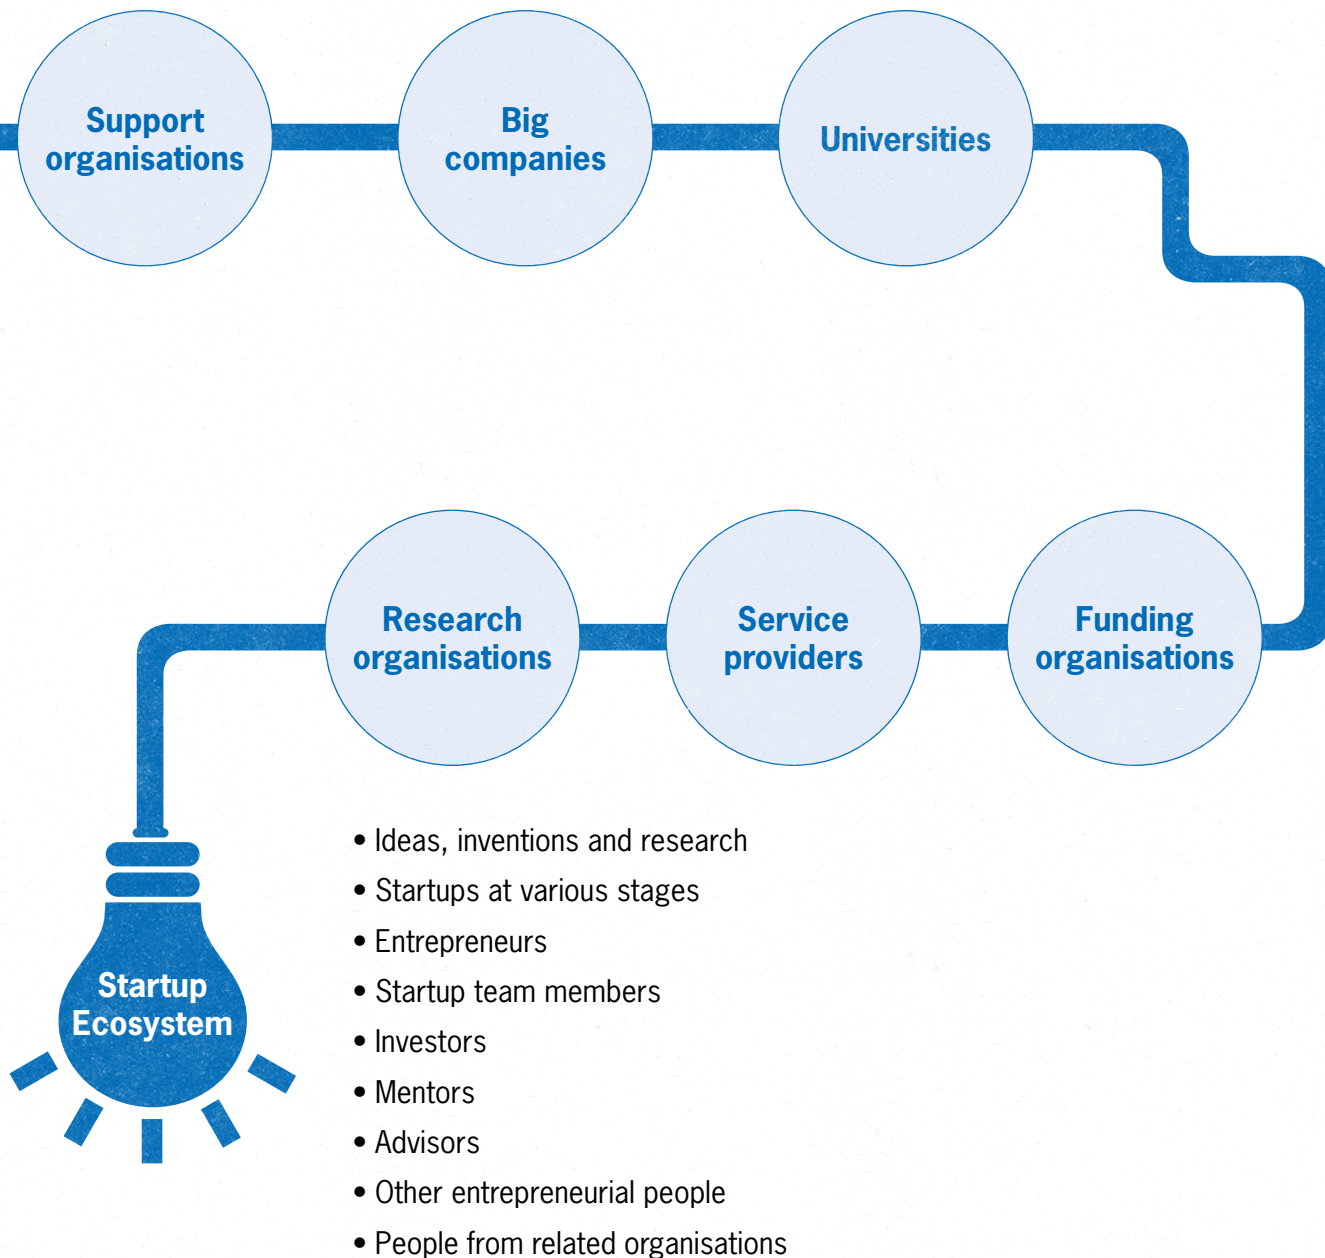 Support
organisations
Big
companies
Universities
Research
organisations
Service
providers
Funding
organisations
Startup
Ecosystem
• Ideas, inventions and research
• Startups at various stages
• Entrepreneurs
• Startup team members
• Investors
• Mentors
• Advisors
• Other entrepreneurial people
• People from related organisations